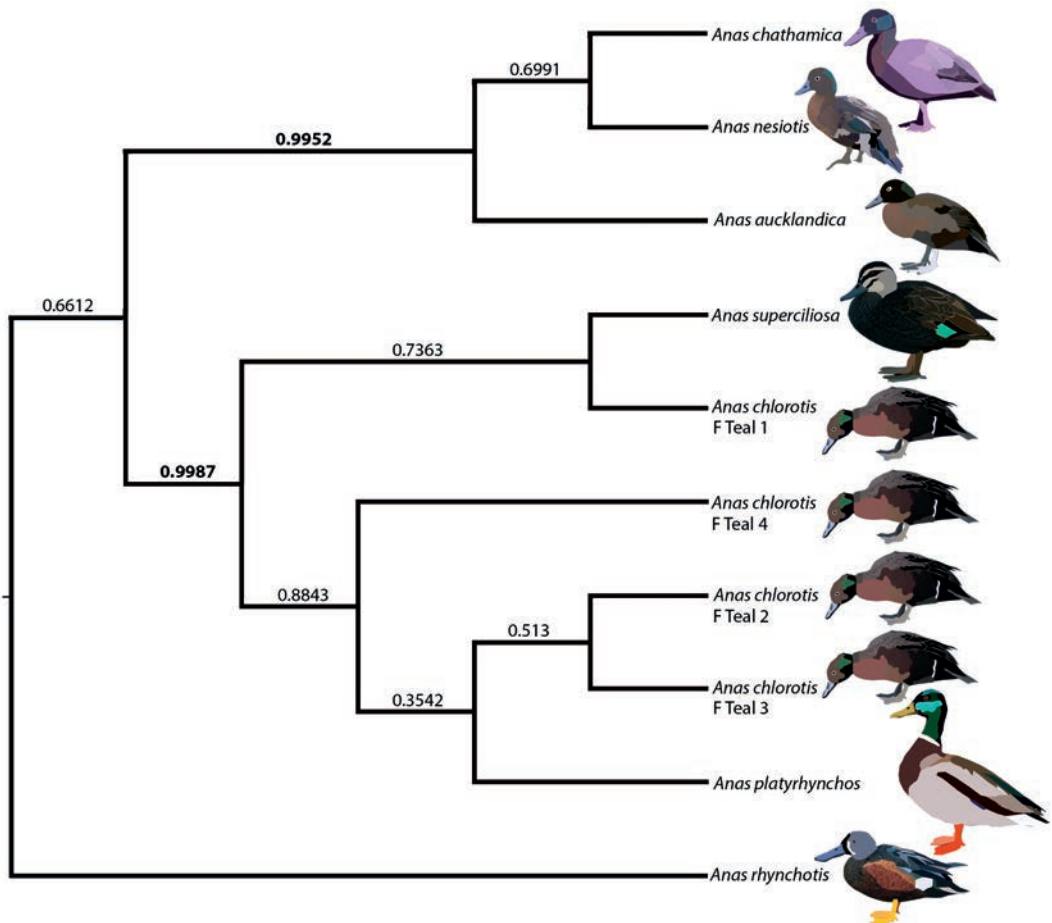 Anas chathamica
0.6991
Anas nesiotis
0.9952
Anas aucklandica
0.6612
Anas superciliosa
0.7363
Anas chlorotis
F Teal 1
0.9987
Anas chlorotis
F Teal 4
0.8843
Anas chlorotis
F Teal 2
0.513
Anas chlorotis
F Teal 3
0.3542
Anas platyrhynchos
Anas rhynchotis